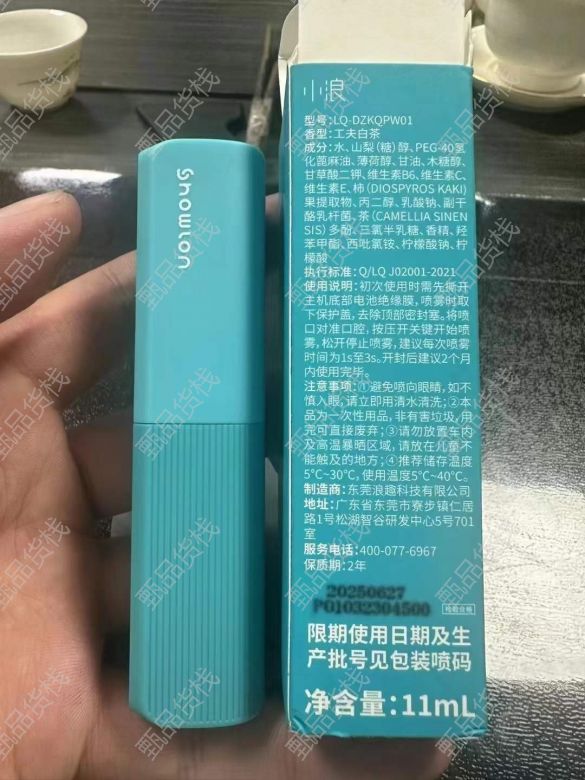 Showlon
小浪
型号:LQ-DZKQPW01
香型:工夫白茶
成分:水、山梨(糖)醇、PEG-40氢
化蓖麻油、薄荷醇、甘油、木糖醇、
甘草酸二钾、维生素B6、维生素C、
维生素E、柿(DIOSPYROS KAKI)
果提取物、丙二醇、乳酸钠、副干
酪乳杆菌、茶(CAMELLIA SINEN
SIS)多酚、三氯半乳糖、香精、羟
苯甲酯、西吡氯铵、柠檬酸钠、柠
檬酸
执行标准:Q/LQ J02001-2021
使用说明:初次使用时需先撕开
主机底部电池绝缘膜,喷雾时取
下保护盖,去除顶部密封塞。将喷
口对准口腔,按压开关键开始喷
雾,松开停止喷雾,建议每次喷雾
时间为1s至3s。开封后建议2个月
内使用完毕。
注意事项:①避免喷向眼睛,如不
慎入眼,请立即用清水清洗;②本
品为一次性用品,非有害垃圾,用
完可直接废弃;③请勿放置车内
及高温暴晒区域,请放在儿童不
能触及的地方;④推荐储存温度
5°C~30°C,使用温度5°C~40°C。
制造商:东莞浪趣科技有限公司
地址:广东省东莞市寮步镇仁居
路1号松湖智谷研发中心5号701
室
服务电话:400-077-6967
保质期:2年
20250627
PO1032304500
检验合格
限期使用日期及生
产批号见包装喷码
净含量:11mL
甄品货栈